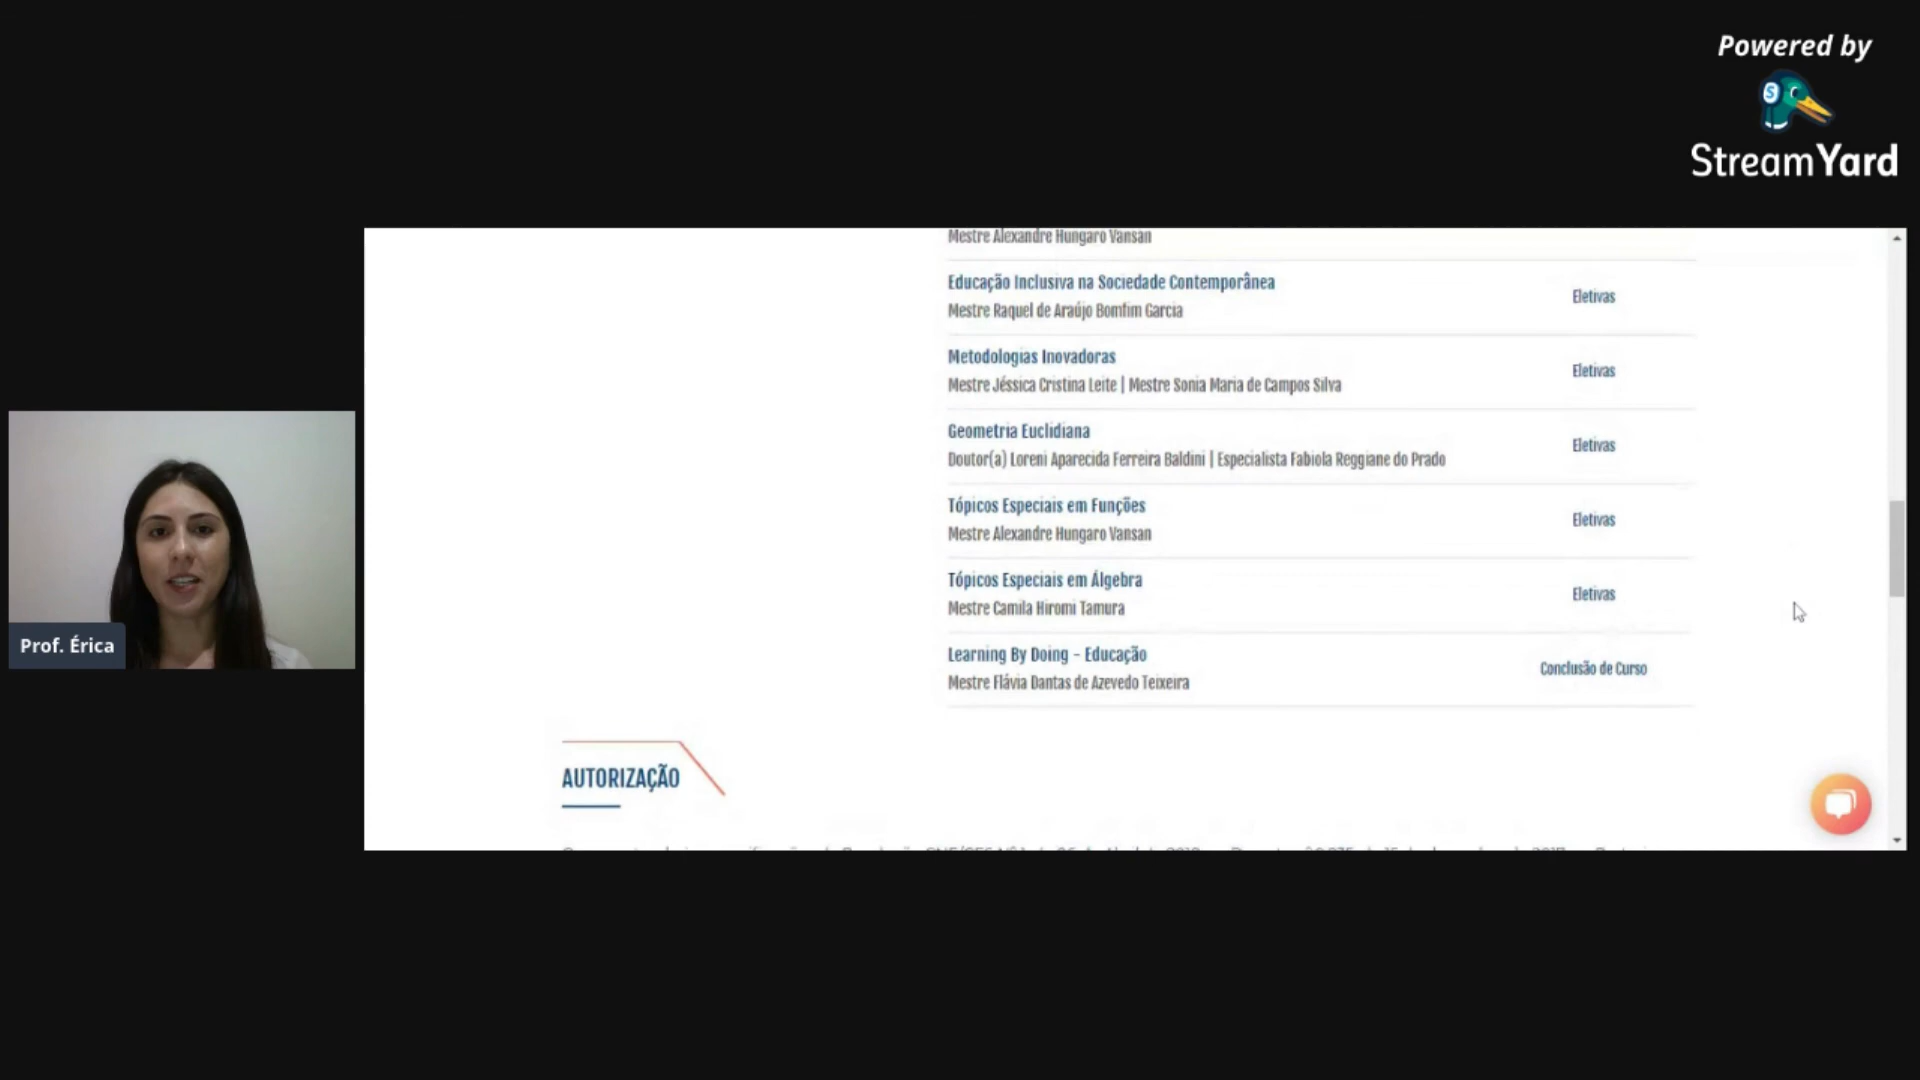 Powered by
StreamYard
Mestre Alexandre Hungaro Vansan
Educação Inclusiva na Sociedade Contemporânea
Eletivas
Mestre Raquel de Araújo Bomfim Garcia
Metodologias Inovadoras
Eletivas
Mestre Jéssica Cristina Leite | Mestre Sonia Maria de Campos Silva
Geometria Euclidiana
Eletivas
Doutor(a) Loreni Aparecida Ferreira Baldini | Especialista Fabiola Reggiane do Prado
Tópicos Especiais em Funções
Eletivas
Mestre Alexandre Hungaro Vansan
Tópicos Especiais em Álgebra
Eletivas
Mestre Camila Hiromi Tamura
Learning By Doing - Educação
Conclusão de Curso
Mestre Flávia Dantas de Azevedo Teixeira
Prof. Érica
AUTORIZAÇÃO